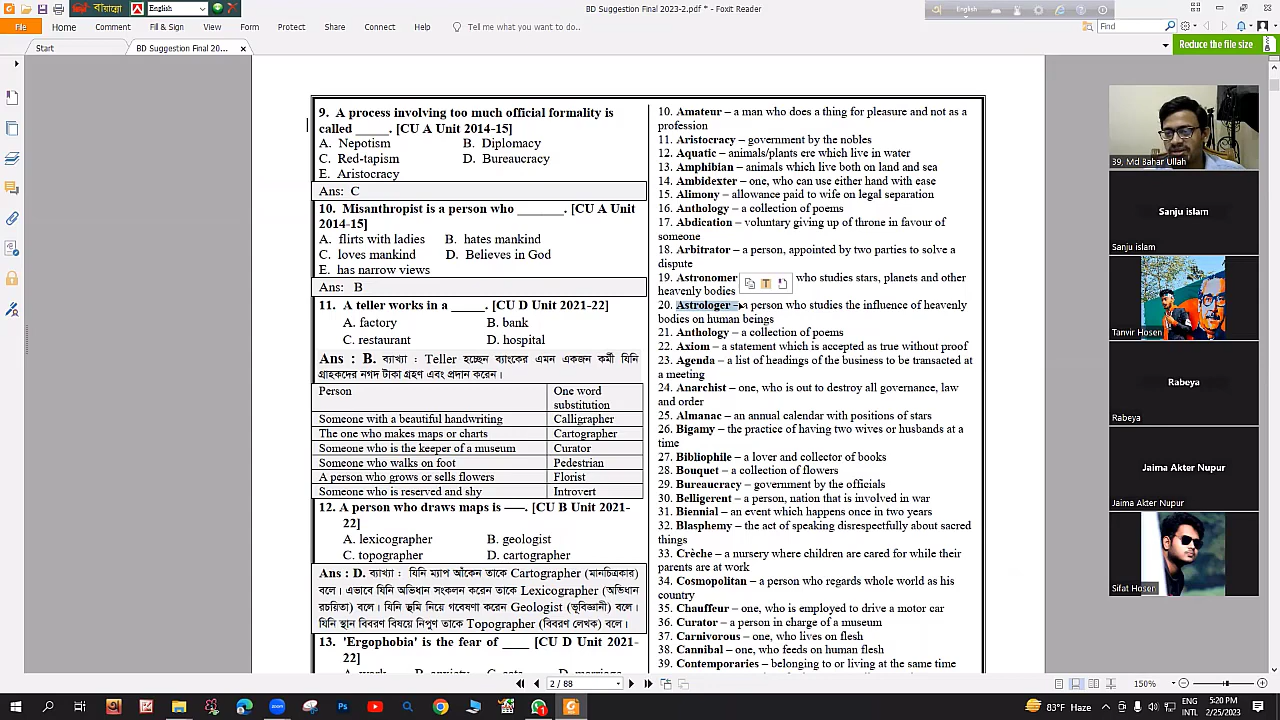 বাংলা
English
BD Suggestion Final 2023-2.pdf * - Foxit Reader
English
File
Home
Comment
Fill & Sign
View
Form
Protect
Share
Connect
Help
Tell me what you want to do...
Find
Start
BD Suggestion Final 20...
Reduce the file size
9. A process involving too much official formality is
called _____. [CU A Unit 2014-15]
A. Nepotism B. Diplomacy
C. Red-tapism D. Bureaucracy
E. Aristocracy
Ans: C
10. Misanthropist is a person who _______. [CU A Unit
2014-15]
A. flirts with ladies B. hates mankind
C. loves mankind D. Believes in God
E. has narrow views
Ans: B
11. A teller works in a _____. [CU D Unit 2021-22]
A. factory B. bank
C. restaurant D. hospital
Ans : B. ব্যাখ্যা : Teller হচ্ছেন ব্যাংকের এমন একজন কর্মী যিনি
গ্রাহকদের নগদ টাকা গ্রহণ এবং প্রদান করেন।
Person One word
substitution
Someone with a beautiful handwriting Calligrapher
The one who makes maps or charts Cartographer
Someone who is the keeper of a museum Curator
Someone who walks on foot Pedestrian
A person who grows or sells flowers Florist
Someone who is reserved and shy Introvert
12. A person who draws maps is —–. [CU B Unit 2021-
22]
A. lexicographer B. geologist
C. topographer D. cartographer
Ans : D. ব্যাখ্যা : যিনি ম্যাপ আঁকেন তাকে Cartographer (মানচিত্রকার)
বলে। এভাবে যিনি অভিধান সংকলন করেন তাকে Lexicographer (অভিধান
রচয়িতা) বলে। যিনি ভূমি নিয়ে গবেষণা করেন Geologist (ভূবিজ্ঞানী) বলে।
যিনি স্থান বিবরণ বিষয়ে নিপুণ তাকে Topographer (বিবরণ লেখক) বলে।
13. 'Ergophobia' is the fear of ____ [CU D Unit 2021-
22]
10. Amateur – a man who does a thing for pleasure and not as a
profession
11. Aristocracy – government by the nobles
12. Aquatic – animals/plants ere which live in water
13. Amphibian – animals which live both on land and sea
14. Ambidexter – one, who can use either hand with ease
15. Alimony – allowance paid to wife on legal separation
16. Anthology – a collection of poems
17. Abdication – voluntary giving up of throne in favour of
someone
18. Arbitrator – a person, appointed by two parties to solve a
dispute
19. Astronomer who studies stars, planets and other
heavenly bodies
20. Astrologer – a person who studies the influence of heavenly
bodies on human beings
21. Anthology – a collection of poems
22. Axiom – a statement which is accepted as true without proof
23. Agenda – a list of headings of the business to be transacted at
a meeting
24. Anarchist – one, who is out to destroy all governance, law
and order
25. Almanac – an annual calendar with positions of stars
26. Bigamy – the practice of having two wives or husbands at a
time
27. Bibliophile – a lover and collector of books
28. Bouquet – a collection of flowers
29. Bureaucracy – government by the officials
30. Belligerent – a person, nation that is involved in war
31. Biennial – an event which happens once in two years
32. Blasphemy – the act of speaking disrespectfully about sacred
things
33. Crèche – a nursery where children are cared for while their
parents are at work
34. Cosmopolitan – a person who regards whole world as his
country
35. Chauffeur – one, who is employed to drive a motor car
36. Curator – a person in charge of a museum
37. Carnivorous – one, who lives on flesh
38. Cannibal – one, who feeds on human flesh
39. Contemporaries – belonging to or living at the same time
39, Md Bahar Ullah
Sanju islam
Sanju islam
Tanvir Hosen
Rabeya
Rabeya
Jaima Akter Nupur
Jaima Akter Nupur
Sifat Hosen
2 / 88
150%
83°F Haze
ENG
INTL
5:20 PM
2/25/2023